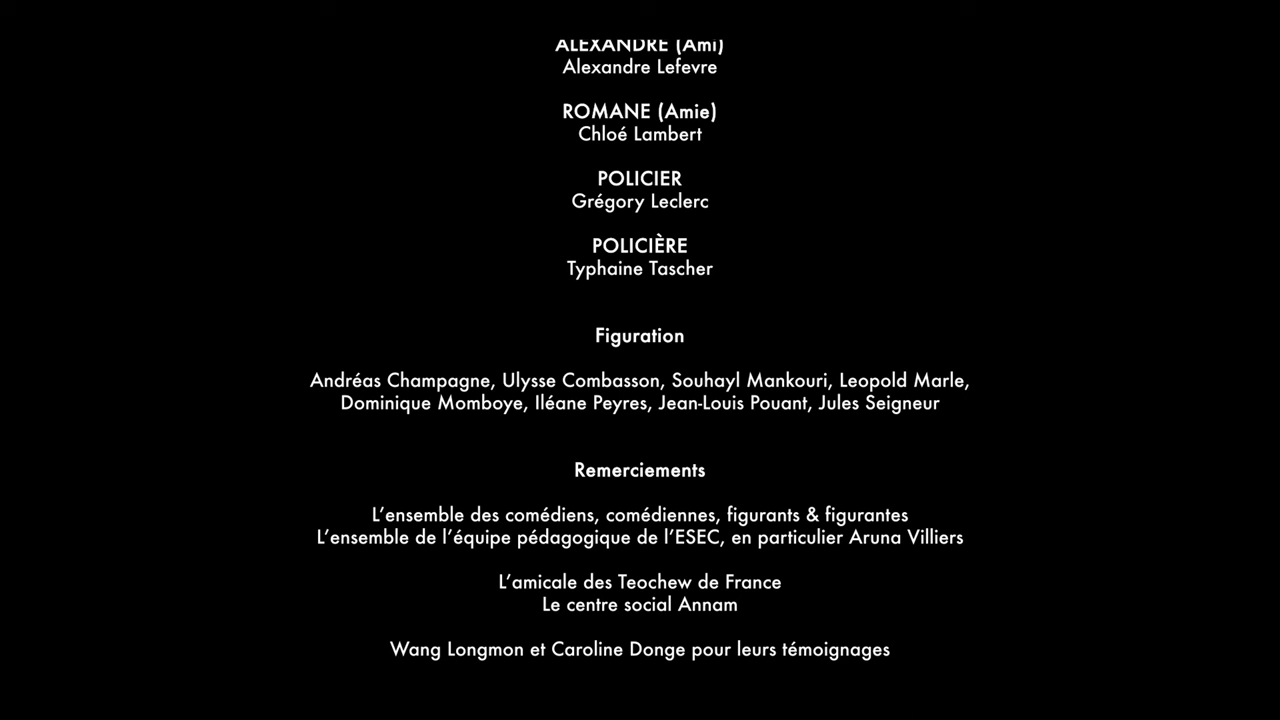 ALEXANDRE (Ami)
Alexandre Lefevre
ROMANE (Amie)
Chloé Lambert
POLICIER
Grégory Leclerc
POLICIÈRE
Typhaine Tascher
Figuration
Andréas Champagne, Ulysse Combasson, Souhayl Mankouri, Leopold Marle,
Dominique Momboye, Iléane Peyres, Jean-Louis Pouant, Jules Seigneur
Remerciements
L’ensemble des comédiens, comédiennes, figurants & figurantes
L’ensemble de l’équipe pédagogique de l’ESEC, en particulier Aruna Villiers
L’amicale des Teochew de France
Le centre social Annam
Wang Longmon et Caroline Donge pour leurs témoignages